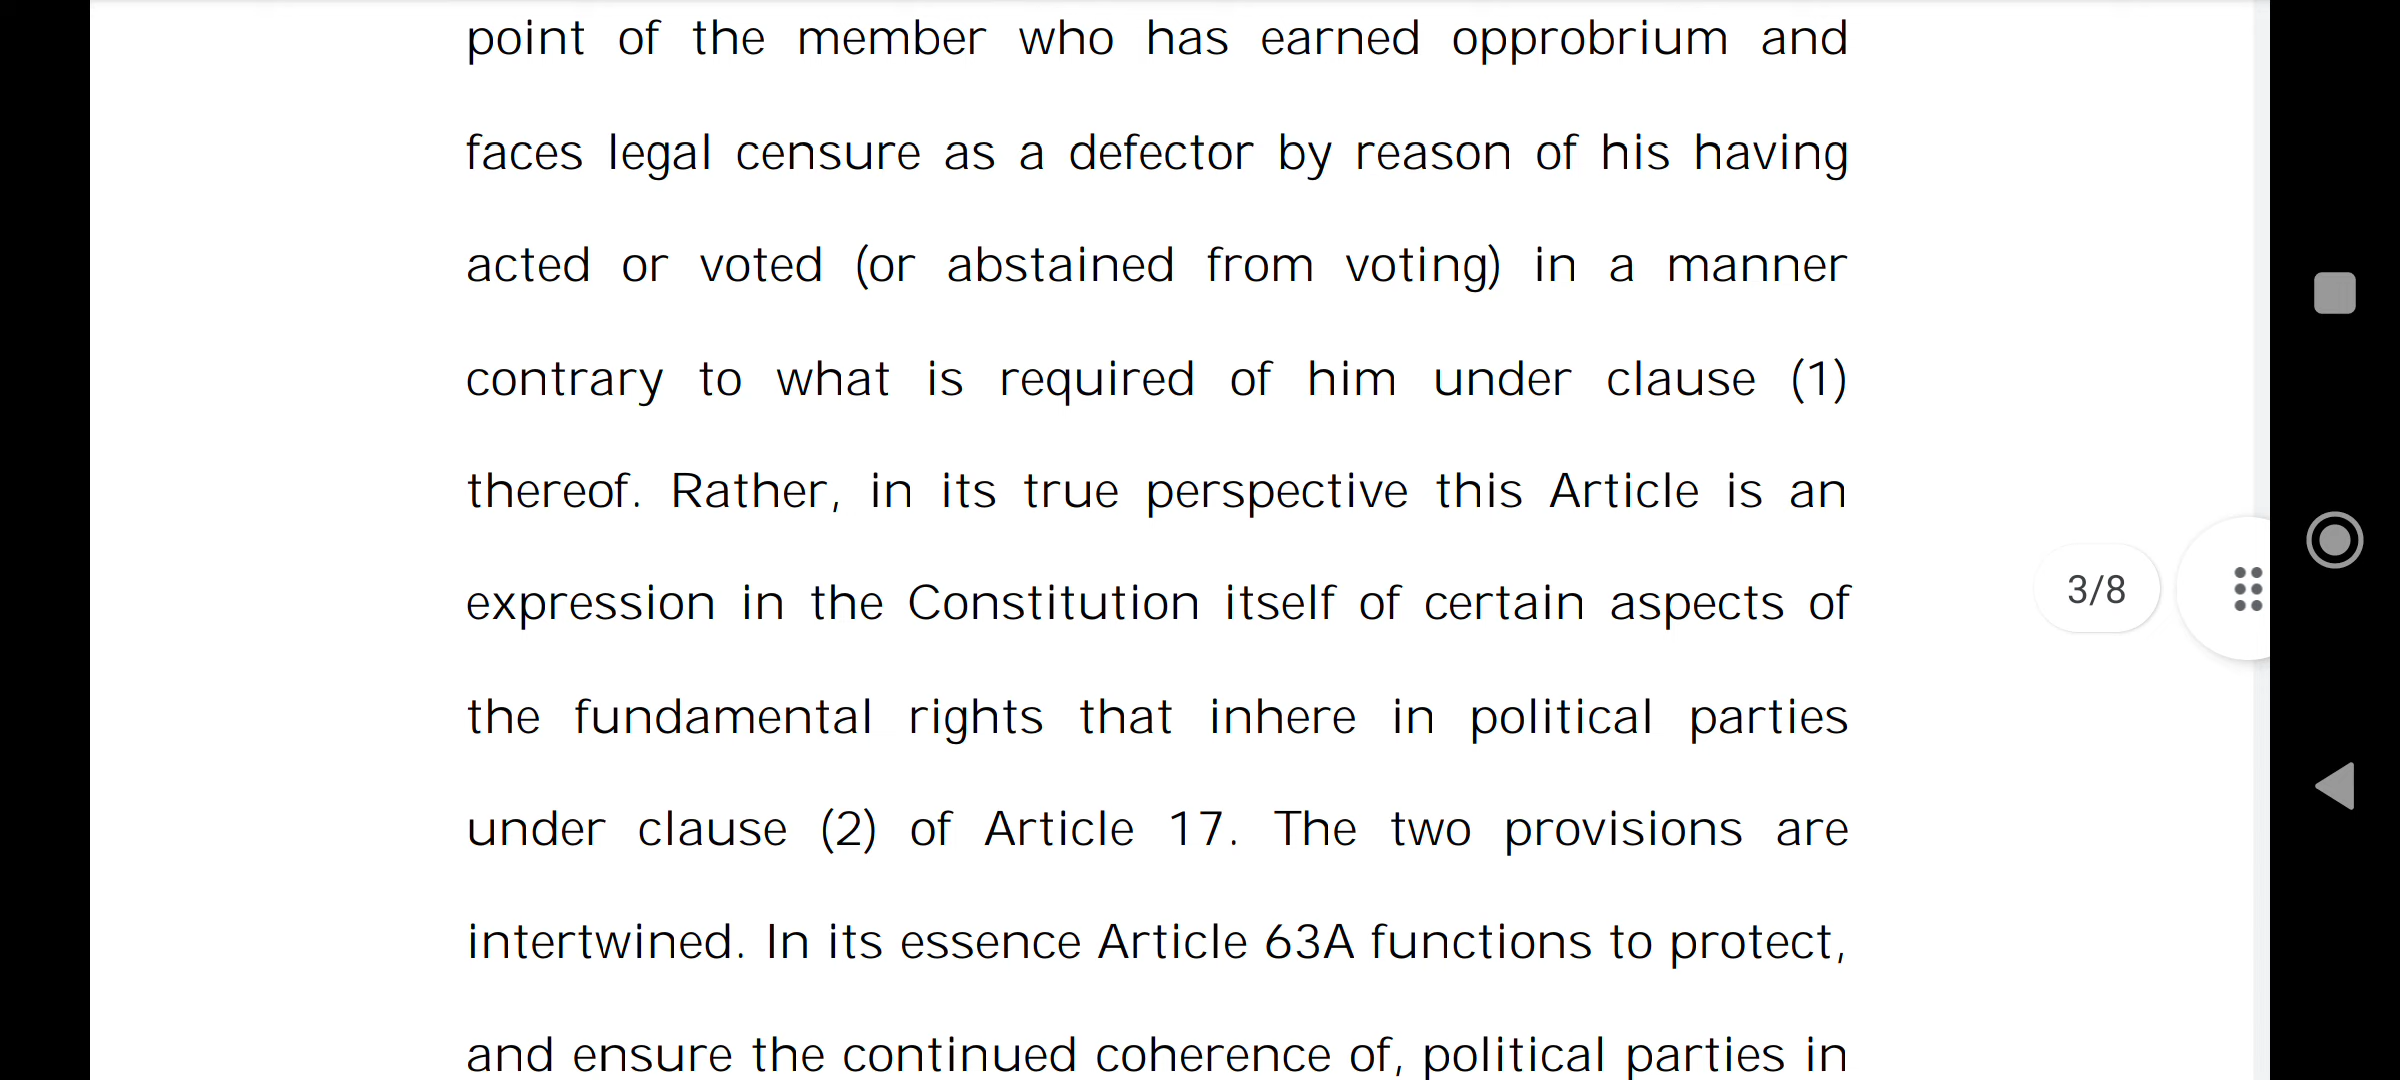 point of the member who has earned opprobrium and
faces legal censure as a defector by reason of his having
acted or voted (or abstained from voting) in a manner
contrary to what is required of him under clause (1)
thereof. Rather, in its true perspective this Article is an
expression in the Constitution itself of certain aspects of
the fundamental rights that inhere in political parties
under clause (2) of Article 17. The two provisions are
intertwined. In its essence Article 63A functions to protect,
and ensure the continued coherence of, political parties in
3/8